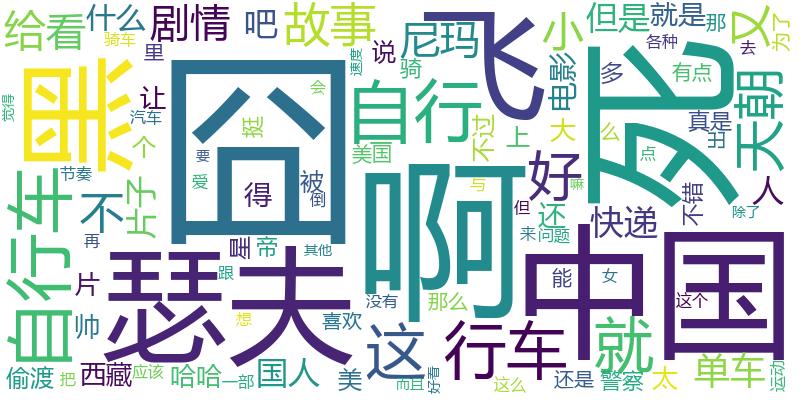 给看
什么
剧情
吧
故事
飞
小
但是
就是
那
又
为了
骑车
里
尼玛
说
骑
速度
各种
去
黑
囧
死
让
会
电影
多
有点
觉得
汽车
自行
不过
上
大
么
真是
出
天朝
挺
个
节奏
要
美国
点
自行车
片子
不
爱
得
被
倒
啊
与
好
嘛
不错
人
再
星
帝
其他
但
还
快递
除了
来
问题
片
瑟夫
跟
中国
能
女
这个
帅
想
喜欢
没有
那么
这
行车
就
偷渡
把
西藏
应该
哈哈
一部
国人
美
而且
好看
这么
还是
警察
太
单车
运动